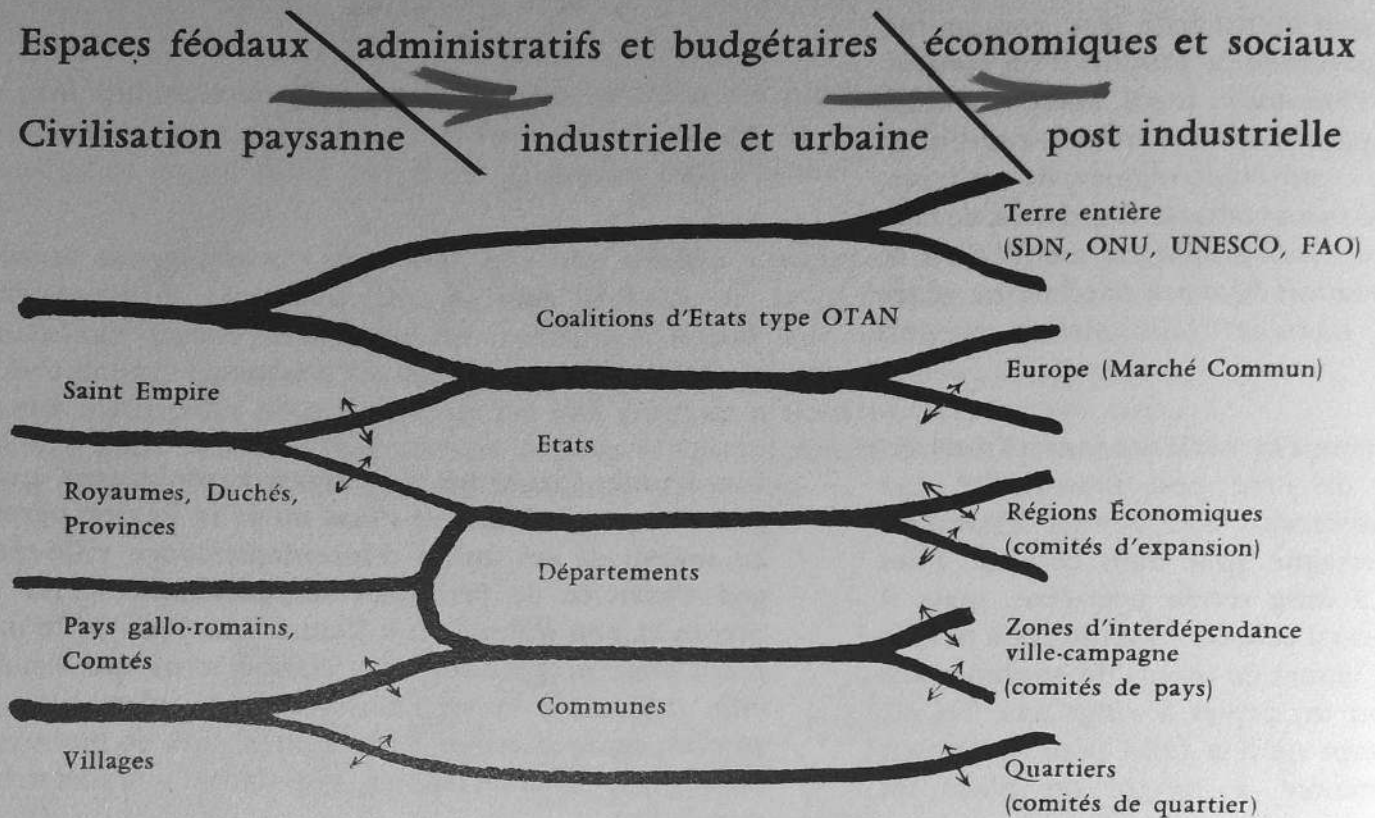 Espaces féodaux administratifs et budgétaires économiques et sociaux
Civilisation paysanne industrielle et urbaine post industrielle
Terre entière
(SDN, ONU, UNESCO, FAO)
Coalitions d'Etats type OTAN
Europe (Marché Commun)
Saint Empire
Etats
Royaumes, Duchés,
Provinces
Régions Économiques
(comités d'expansion)
Départements
Pays gallo-romains,
Comtés
Zones d'interdépendance
ville-campagne
(comités de pays)
Communes
Villages
Quartiers
(comités de quartier)